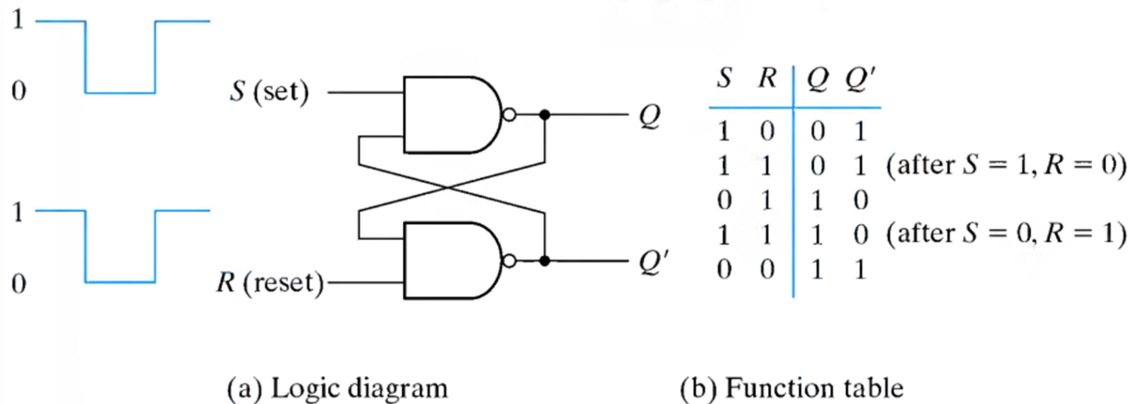 1
0
S (set)
Q
1
0
R (reset)
Q'
S R Q Q'
1 0 0 1
1 1 0 1 (after S = 1, R = 0)
0 1 1 0
1 1 1 0 (after S = 0, R = 1)
0 0 1 1
(a) Logic diagram
(b) Function table